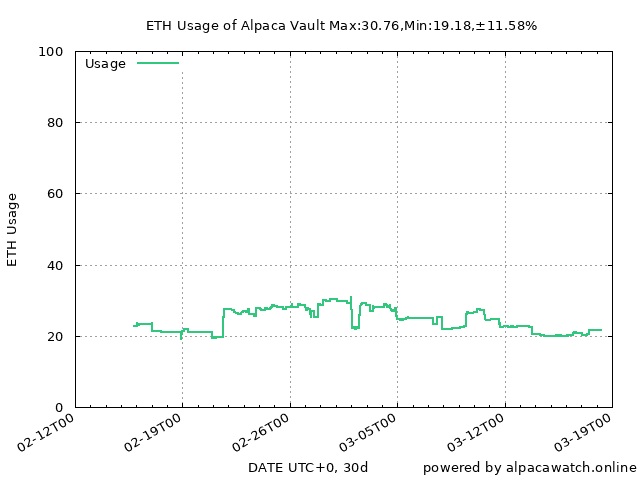 ETH Usage of Alpaca Vault Max:30.76,Min:19.18,±11.58%
100
Usage
80
60
ETH Usage
40
20
0
02-12T00
02-19T00
02-26T00
03-05T00
03-12T00
03-19T00
DATE UTC+0, 30d
powered by alpacawatch.online